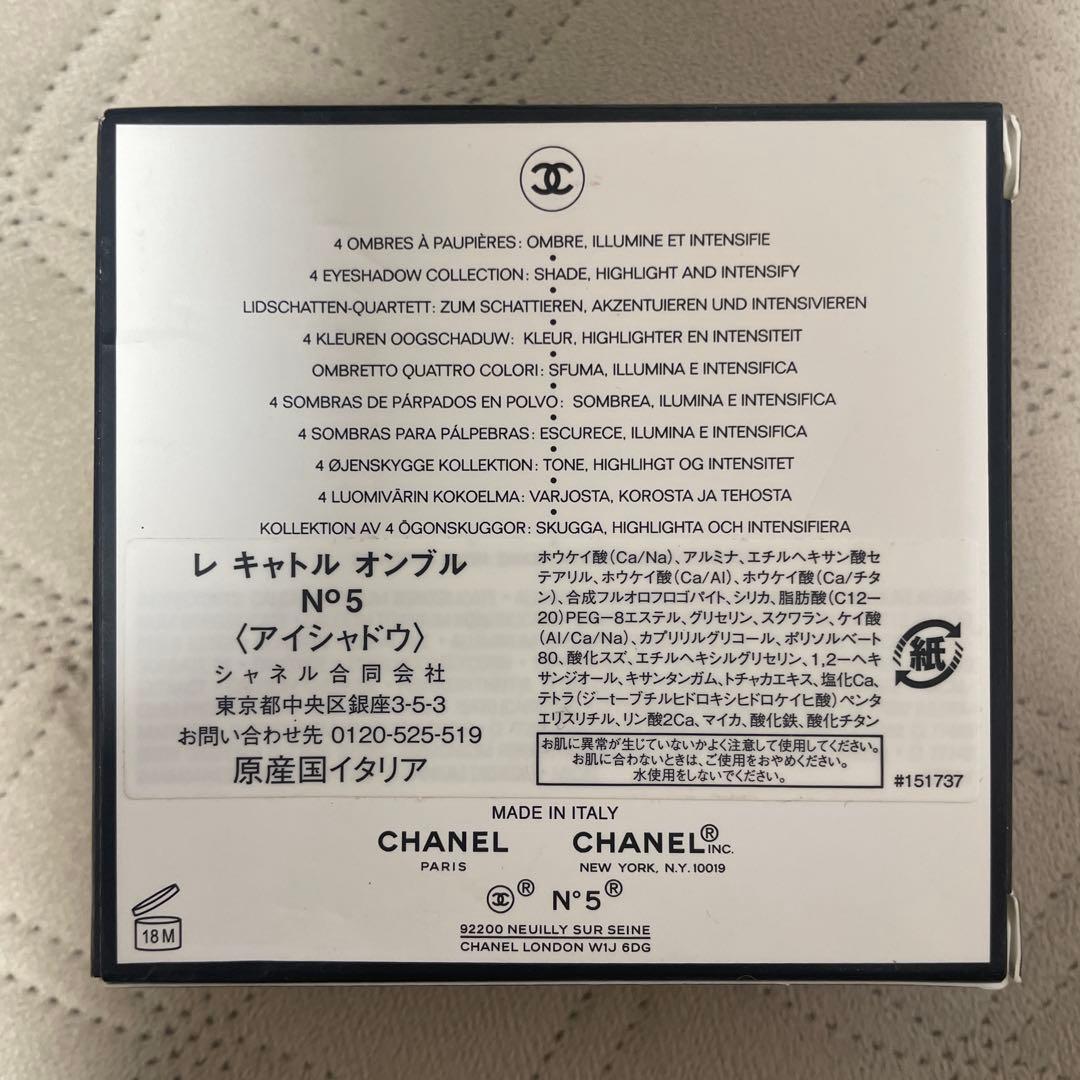 4 OMBRES À PAUPIÈRES: OMBRE, ILLUMINE ET INTENSIFIE
•
4 EYESHADOW COLLECTION: SHADE, HIGHLIGHT AND INTENSIFY
•
LIDSCHATTEN-QUARTETT: ZUM SCHATTIEREN, AKZENTUIEREN UND INTENSIVIEREN
•
4 KLEUREN OOGSCHADUW: KLEUR, HIGHLIGHTER EN INTENSITEIT
•
OMBRETTO QUATTRO COLORI: SFUMA, ILLUMINA E INTENSIFICA
•
4 SOMBRAS DE PÁRPADOS EN POLVO: SOMBREA, ILUMINA E INTENSIFICA
•
4 SOMBRAS PARA PÁLPEBRAS: ESCURECE, ILUMINA E INTENSIFICA
•
4 ØJENSKYGGE KOLLEKTION: TONE, HIGHLIHGT OG INTENSITET
•
4 LUOMIVÄRIN KOKOELMA: VARJOSTA, KOROSTA JA TEHOSTA
•
KOLLEKTION AV 4 ÖGONSKUGGOR: SKUGGA, HIGHLIGHTA OCH INTENSIFIERA
レ キャトル オンブル
Nº5
〈アイシャドウ〉
シャネル合同会社
東京都中央区銀座3-5-3
お問い合わせ先 0120-525-519
原産国イタリア
ホウケイ酸(Ca/Na)、アルミナ、エチルヘキサン酸セ
テアリル、ホウケイ酸(Ca/Al)、ホウケイ酸(Ca/チタ
ン)、合成フルオロフロゴパイト、シリカ、脂肪酸(C12ー
20)PEGー8エステル、グリセリン、スクワラン、ケイ酸
(Al/Ca/Na)、カプリリルグリコール、ポリソルベート
80、酸化スズ、エチルヘキシルグリセリン、1,2ーヘキ
サンジオール、キサンタンガム、トチャカエキス、塩化Ca、
テトラ(ジーtーブチルヒドロキシヒドロケイヒ酸)ペンタ
エリスリチル、リン酸2Ca、マイカ、酸化鉄、酸化チタン
お肌に異常が生じていないかよく注意して使用してください。
お肌に合わないときは、ご使用をおやめください。
水使用をしないでください。
紙
#151737
MADE IN ITALY
CHANEL
PARIS
CHANEL® INC.
NEW YORK, N.Y. 10019
® N°5®
92200 NEUILLY SUR SEINE
CHANEL LONDON W1J 6DG
18 M